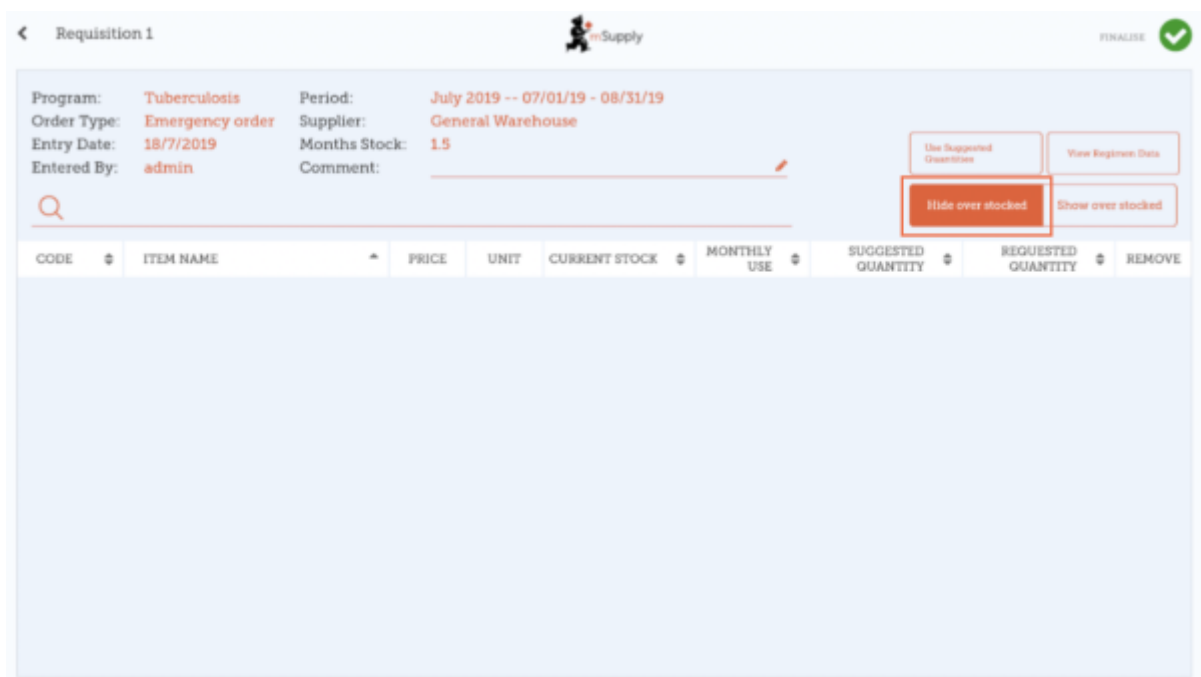 Requisition 1
mSupply
FINALISE
Program: Tuberculosis Period: July 2019 -- 07/01/19 - 08/31/19
Order Type: Emergency order Supplier: General Warehouse
Entry Date: 18/7/2019 Months Stock: 1.5
Entered By: admin Comment:
Use Suggested
Quantities
View Regimen Data
Hide over stocked
Show over stocked
CODE ITEM NAME PRICE UNIT CURRENT STOCK MONTHLY USE SUGGESTED QUANTITY REQUESTED QUANTITY REMOVE